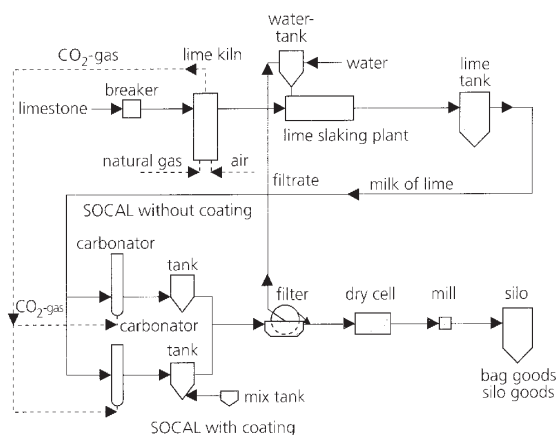 water-
tank
CO₂-gas
lime kiln
water
lime
tank
breaker
limestone
lime slaking plant
natural gas
air
filtrate
milk of lime
SOCAL without coating
carbonator
tank
CO₂-gas
carbonator
filter
dry cell
mill
silo
tank
mix tank
bag goods
silo goods
SOCAL with coating